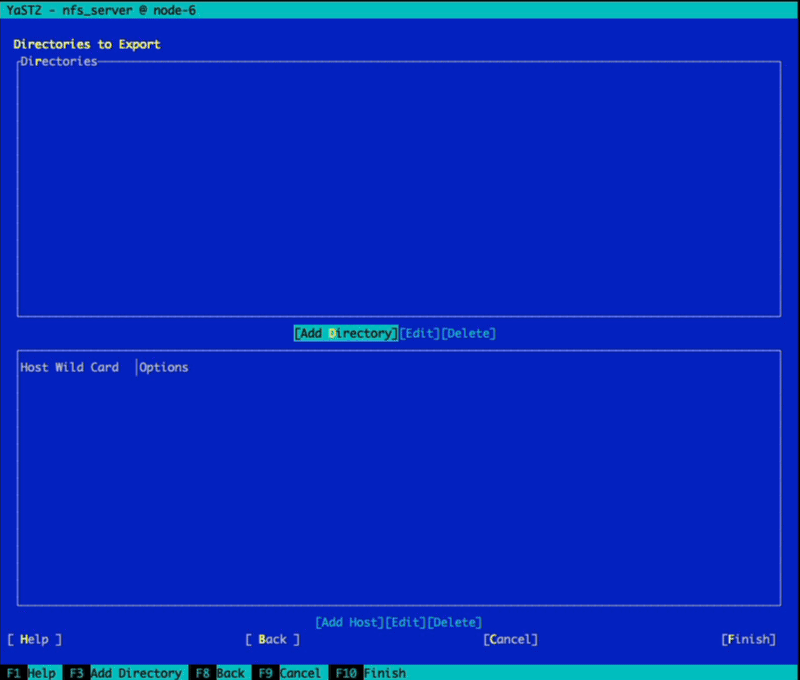 YaST2 - nfs_server @ node-6
Directories to Export
Directories
[Add Directory][Edit][Delete]
Host Wild Card │Options
[Add Host][Edit][Delete]
[ Help ] [ Back ] [Cancel] [Finish]
F1 Help F3 Add Directory F8 Back F9 Cancel F10 Finish